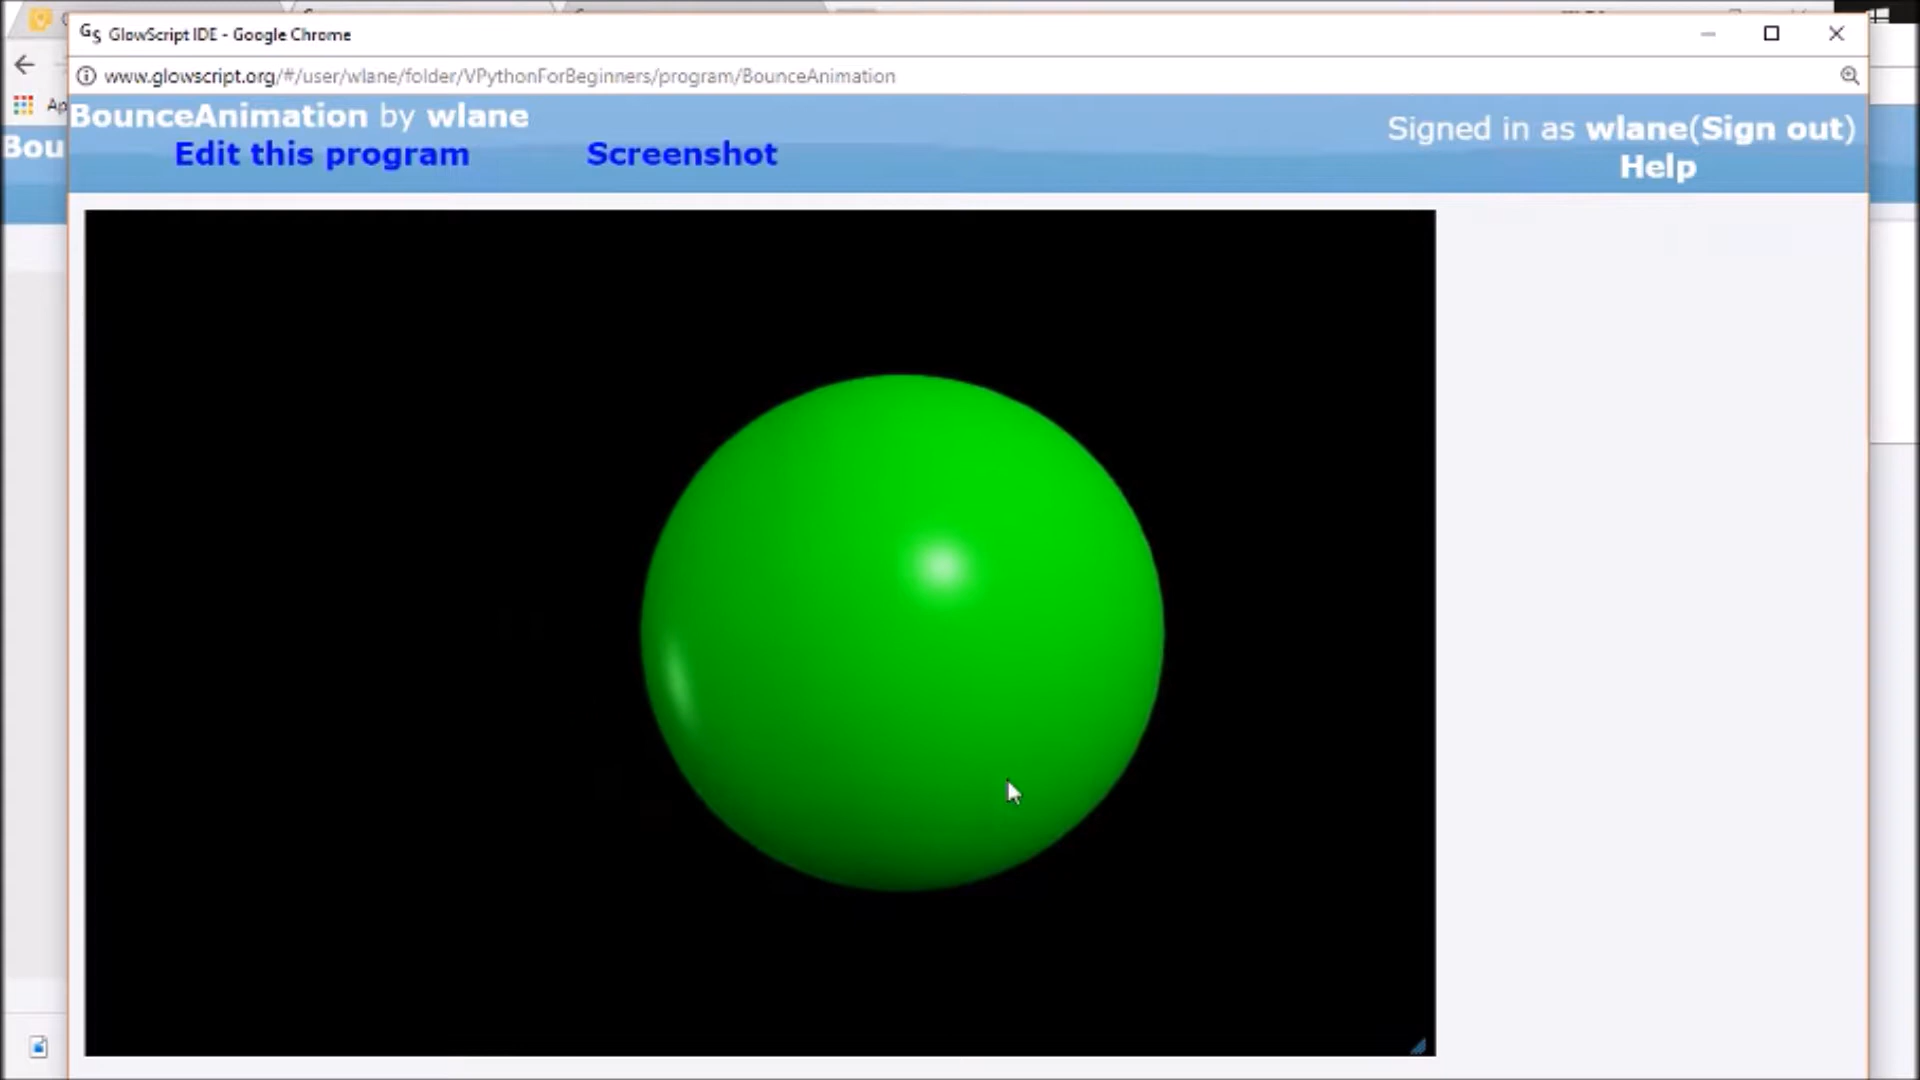 GlowScript IDE - Google Chrome
www.glowscript.org/#/user/wlane/folder/VPythonForBeginners/program/BounceAnimation
Ap
BounceAnimation by wlane
Signed in as wlane(Sign out)
Bou
Edit this program
Screenshot
Help